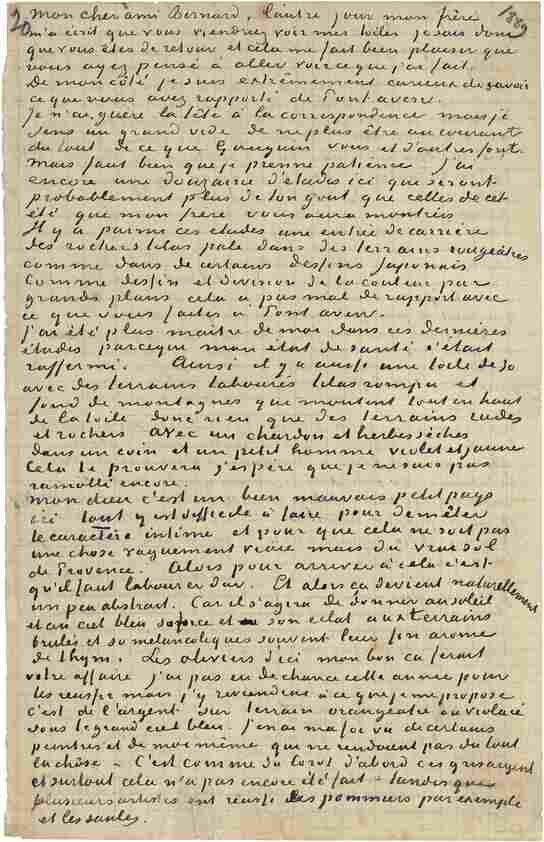 20 Mon cher ami Bernard, L'autre jour mon frère 1889
m'a écrit que vous viendrez voir mes toiles je sais donc
que vous êtes de retour et cela me fait bien plaisir que
vous ayez pensé à aller voir ce que j'ai fait.
De mon côté je suis extrêmement curieux de savoir
ce que vous avez rapporté de Pont aven.
Je n'ai guère la tête à la correspondance mais je
sens un grand vide de ne plus être au courant
du tout de ce que Gauguin vous et d'autres font.
Mais faut bien que je prenne patience J'ai
encore une douzaine d'études ici qui seront
probablement plus de ton gout que celles de cet
été que mon frère vous aura montrées
Il y a parmi ces études une entrée de carrière
des rochers lilas pale dans des terrains rougeâtres
comme dans de certains dessins Japonais
Comme dessin et division de la couleur par
grands plans cela a pas mal de rapport avec
ce que vous faites à Pont aven.
J'ai été plus maitre de moi dans ces dernières
études parceque mon état de santé s'était
raffermi. Ainsi il y a aussi une toile de 30
avec des terrains labourés lilas rompu et
fond de montagnes qui montent tout en haut
de la toile donc rien que des terrains rudes
et rochers avec un chardon et herbes sèches
dans un coin et un petit homme violet et jaune
Cela te prouvera j'espère que je ne suis pas
ramolli encore.
Mon dieu c'est un bien mauvais petit pays
ici tout y est difficile à faire pour démêler
le caractère intime et pour que cela ne soit pas
une chose vaguement vraie mais du vrai sol
de Provence. Alors pour arriver à cela c'est
qu'il faut labourer dur. Et alors ça devient naturellement
un peu abstrait. Car il s'agira de donner au soleil
et au ciel bleu sa force et son éclat aux terrains
brulés et so melancoliques souvent leur fin arome
de thym. Les oliviers d'ici mon bon ça ferait
votre affaire j'ai pas eu de chance cette année pour
les réussir mais j'y reviendrai à ce que je me propose
c'est de l'argent sur terrain orangeâtre ou violacé
sous le grand ciel bleu. J'en ai ma foi vu de certains
peintres et de moi même qui ne rendaient pas du tout
la chôse – C'est comme du Corot d'abord ces gris argent
et surtout cela n'a pas encore été fait – tandis que
plusieurs artistes ont réussi les pommiers par exemple
et les saules.